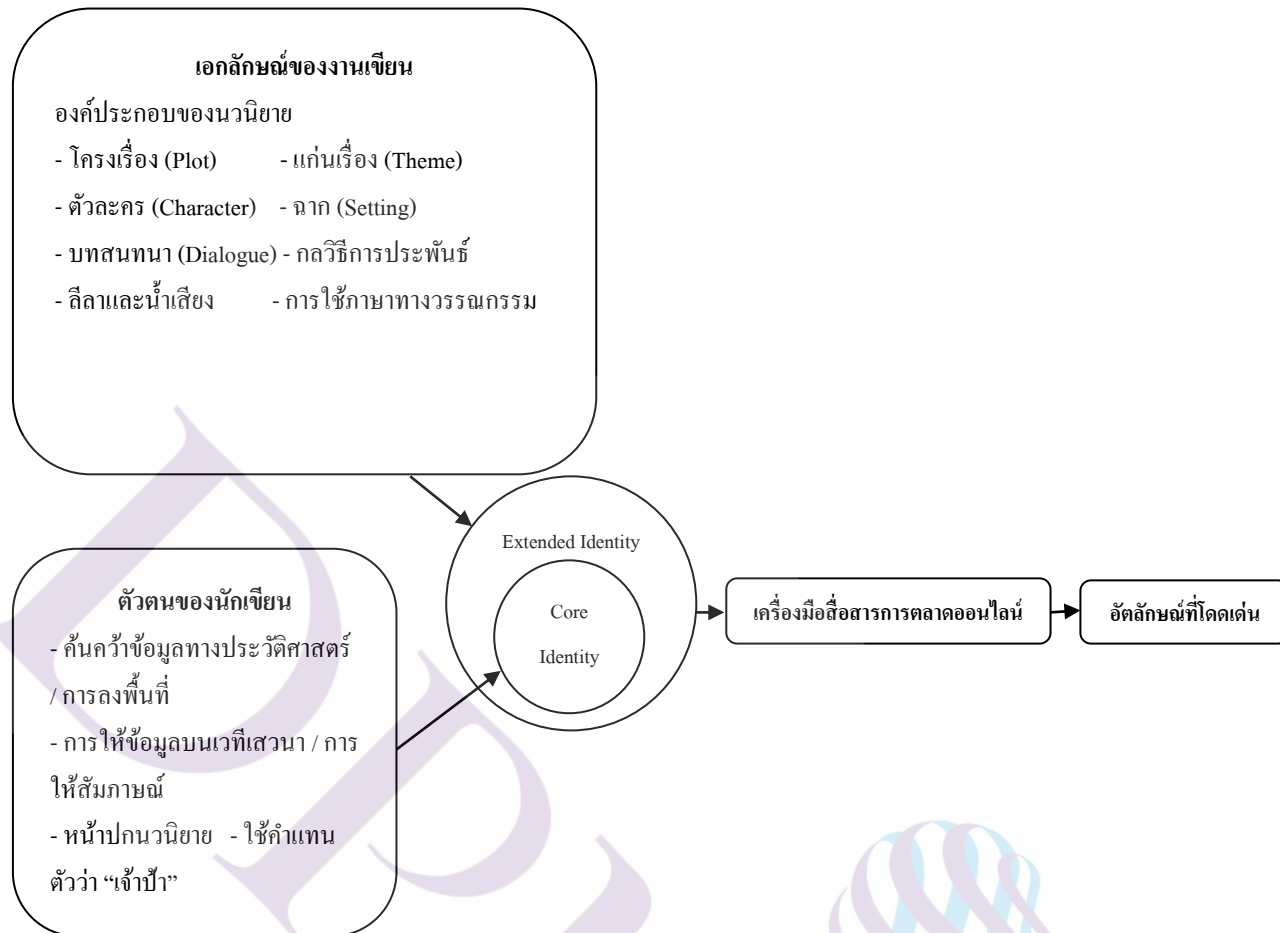 เอกลักษณ์ของงานเขียน
องค์ประกอบของนวนิยาย
- โครงเรื่อง (Plot) - แก่นเรื่อง (Theme)
- ตัวละคร (Character) - ฉาก (Setting)
- บทสนทนา (Dialogue) - กลวิธีการประพันธ์
- ลีลาและน้ำเสียง - การใช้ภาษาทางวรรณกรรม
ตัวตนของนักเขียน
- ค้นคว้าข้อมูลทางประวัติศาสตร์
/ การลงพื้นที่
- การให้ข้อมูลบนเวทีเสวนา / การ
ให้สัมภาษณ์
- หน้าปกนวนิยาย - ใช้คำแทน
ตัวว่า “เจ้าป้า”
Extended Identity
Core
Identity
เครื่องมือสื่อสารการตลาดออนไลน์
อัตลักษณ์ที่โดดเด่น